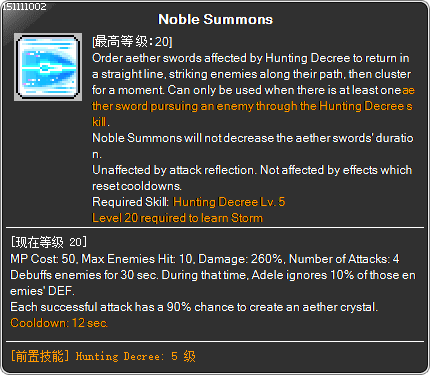 151111002
Noble Summons
[最高等级:20]
Order aether swords affected by Hunting Decree to return in
a straight line, striking enemies along their path, then cluster
for a moment. Can only be used when there is at least one ae
ther sword pursuing an enemy through the Hunting Decree s
kill.
Noble Summons will not decrease the aether swords' duratio
n.
Unaffected by attack reflection. Not affected by effects which
reset cooldowns.
Required Skill: Hunting Decree Lv. 5
Level 20 required to learn Storm
[现在等级 20]
MP Cost: 50, Max Enemies Hit: 10, Damage: 260%, Number of Attacks: 4
Debuffs enemies for 30 sec. During that time, Adele ignores 10% of those en
emies' DEF.
Each successful attack has a 90% chance to create an aether crystal.
Cooldown: 12 sec.
[前置技能] Hunting Decree: 5 级